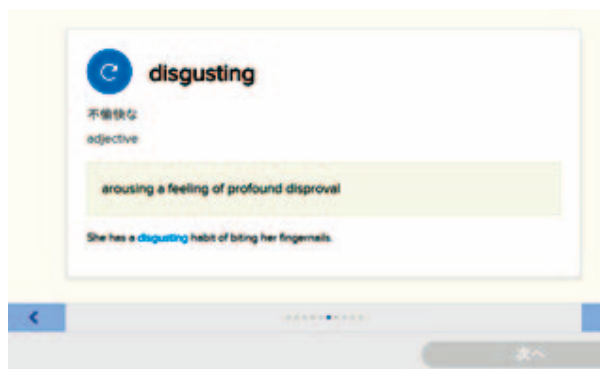 disgusting
不愉快な
adjective
arousing a feeling of profound disproval
She has a disgusting habit of biting her fingernails.
次へ